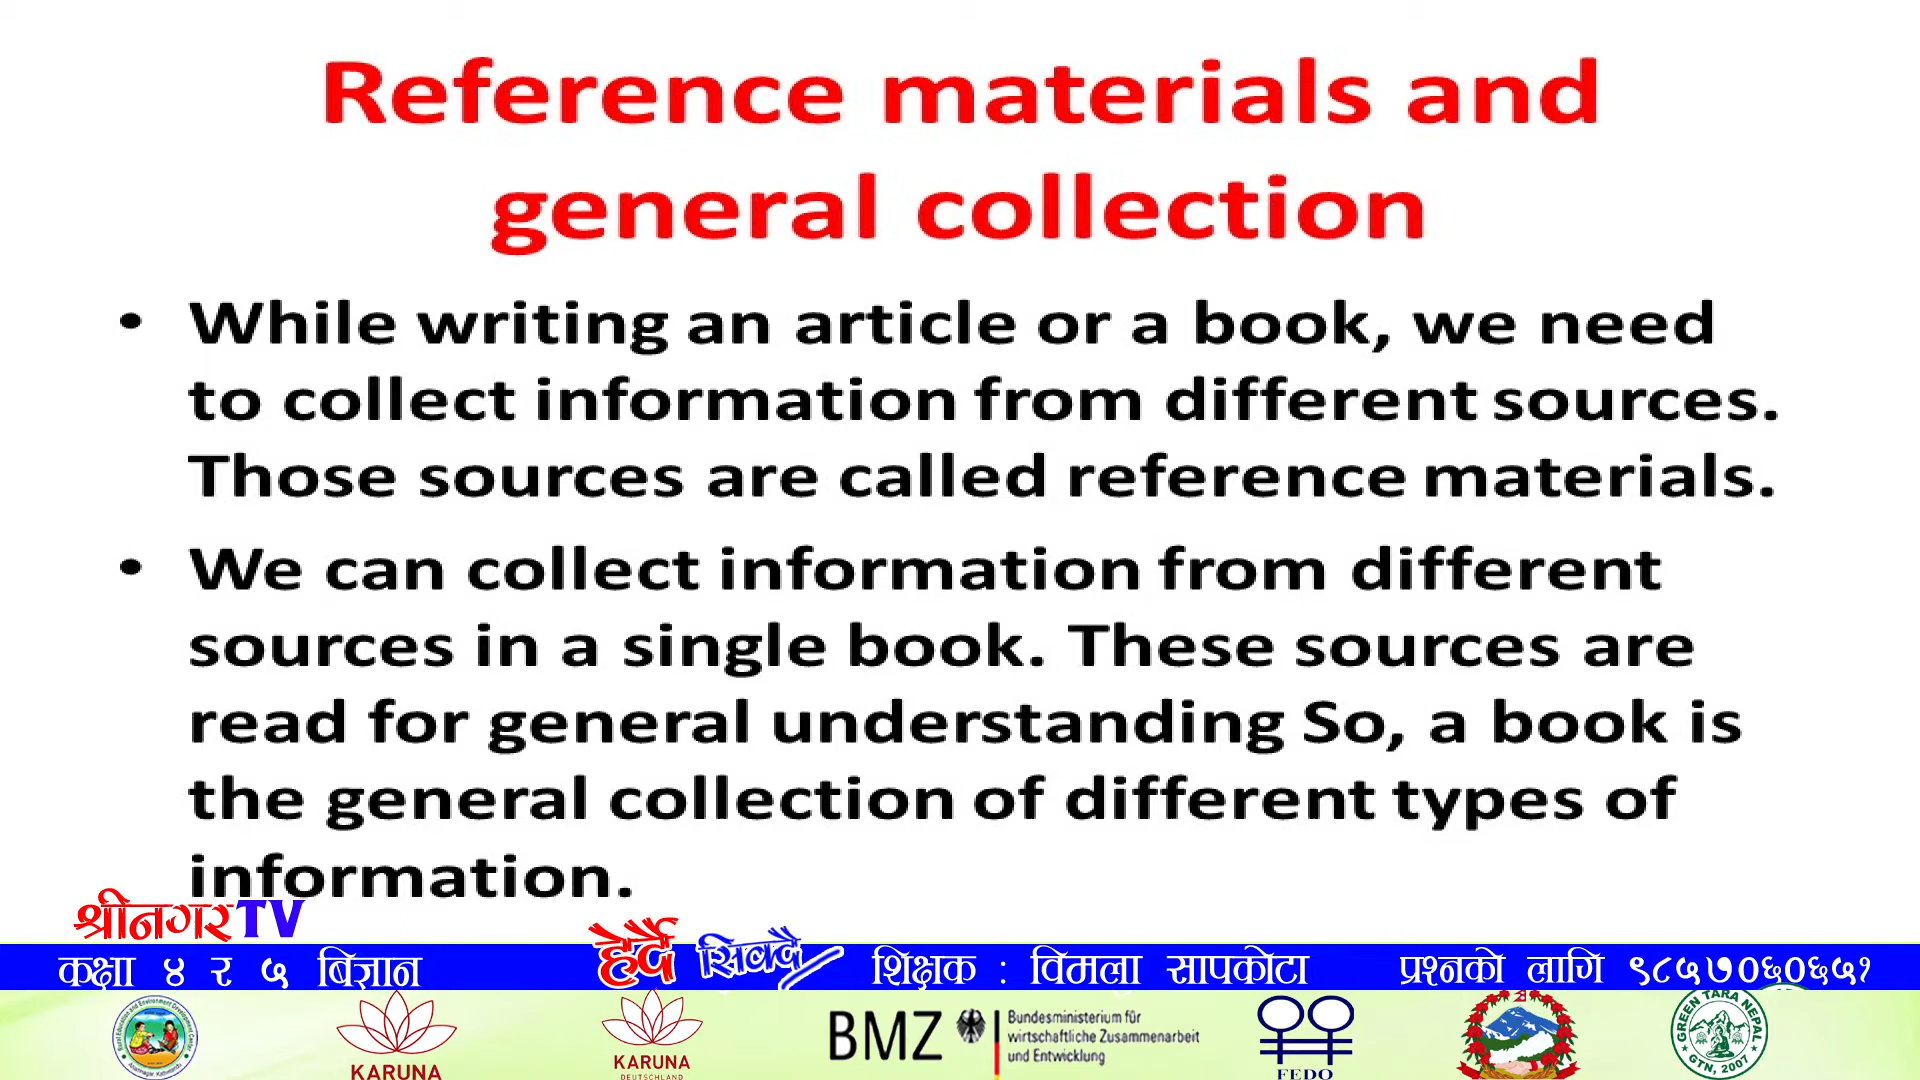 Reference materials and
general collection
• While writing an article or a book, we need
to collect information from different sources.
Those sources are called reference materials.
• We can collect information from different
sources in a single book. These sources are
read for general understanding So, a book is
the general collection of different types of
information.
श्रीनगरTV
हेर्दै सिक्दै
कक्षा ४ र ५ बिज्ञान
शिक्षक : विमला सापकोटा
प्रश्नको लागि ९८५७०६०६५१
KARUNA
KARUNA
DEUTSCHLAND
BMZ
Bundesministerium für
wirtschaftliche Zusammenarbeit
und Entwicklung
FEDO
GREEN TARA NEPAL
GTN, 2007